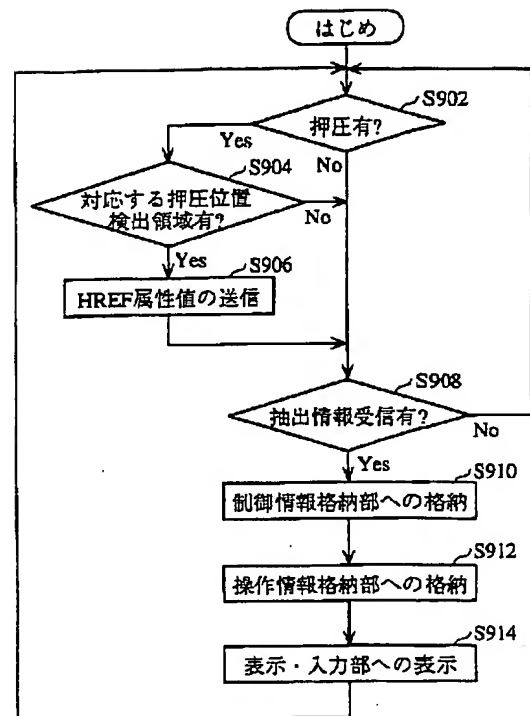 はじめ
S902
押圧有?
Yes
No
S904
対応する押圧位置
検出領域有?
No
Yes
S906
HREF属性値の送信
S908
抽出情報受信有?
No
Yes
S910
制御情報格納部への格納
S912
操作情報格納部への格納
S914
表示・入力部への表示